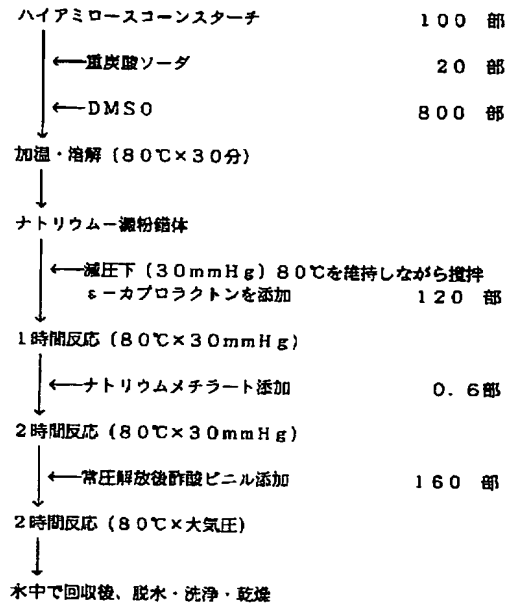 ハイアミロースコーンスターチ　１００　部
重炭酸ソーダ　２０　部
ＤＭＳＯ　８００　部
加温・溶解（８０℃×３０分）
ナトリウムー澱粉錯体
減圧下（３０ｍｍＨｇ）８０℃を維持しながら撹拌
ε－カプロラクトンを添加　１２０　部
１時間反応（８０℃×３０ｍｍＨｇ）
ナトリウムメチラート添加　０．６部
２時間反応（８０℃×３０ｍｍＨｇ）
常圧解放後酢酸ビニル添加　１６０　部
２時間反応（８０℃×大気圧）
水中で回収後、脱水・洗浄・乾燥